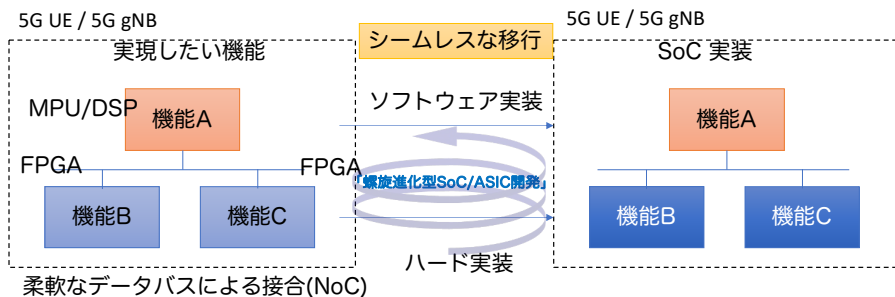 5G UE / 5G gNB
実現したい機能
MPU/DSP
機能A
FPGA
FPGA
機能B
機能C
柔軟なデータバスによる接合(NoC)
シームレスな移行
ソフトウェア実装
「螺旋進化型SoC/ASIC開発」
ハード実装
5G UE / 5G gNB
SoC 実装
機能A
機能B
機能C